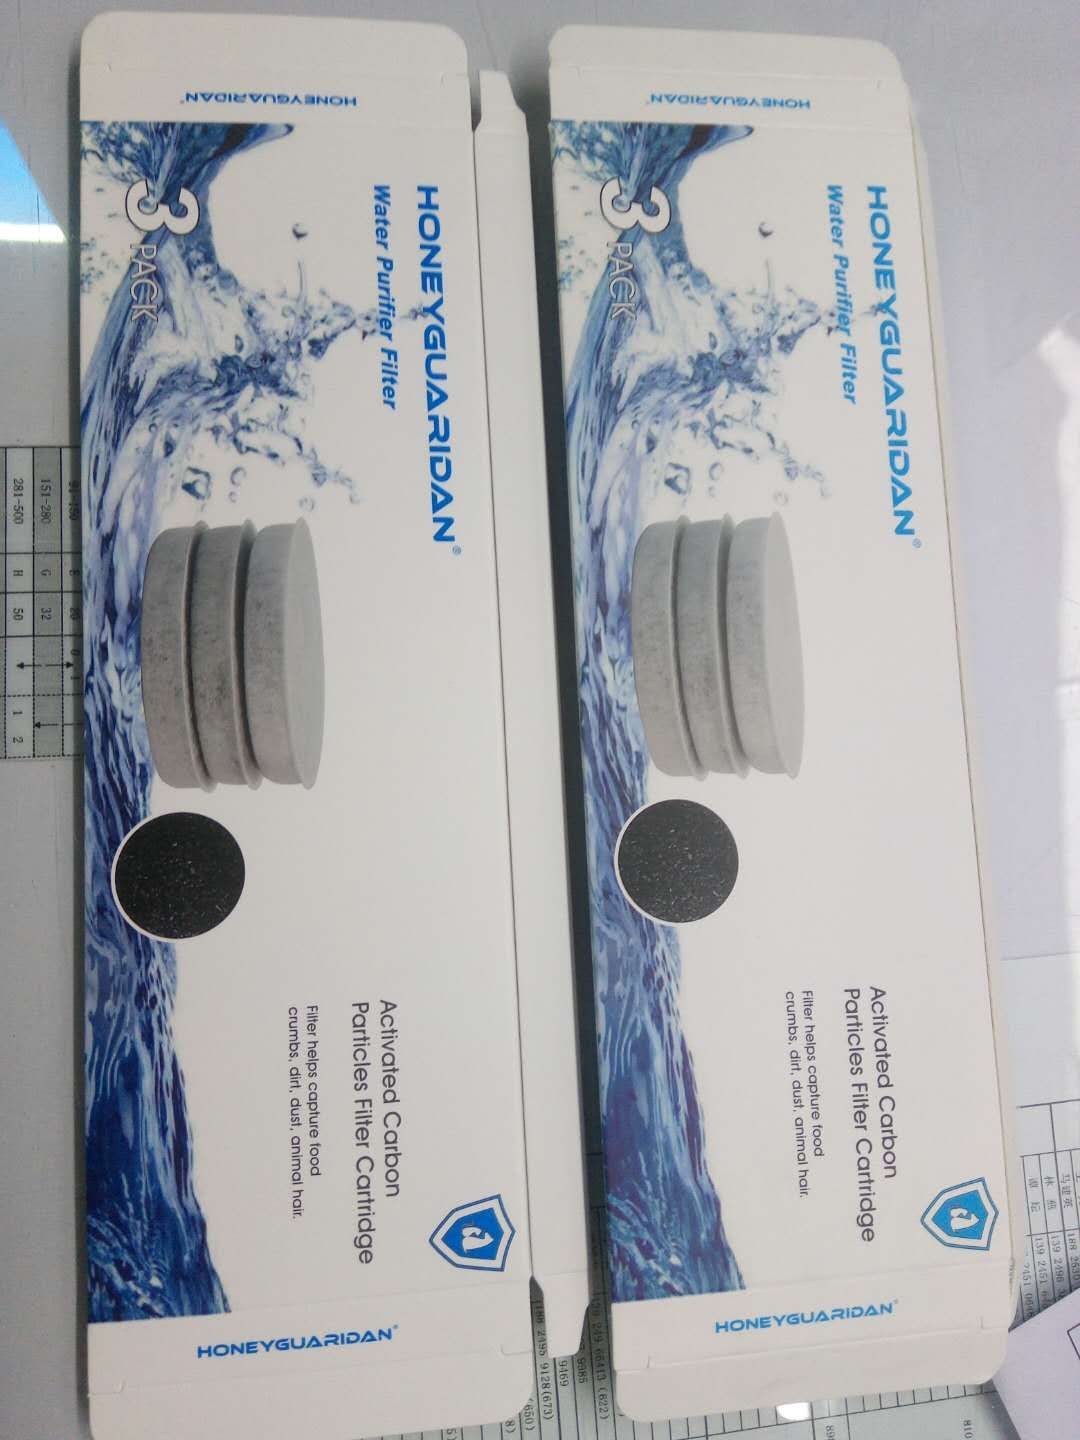 HONEYGUARIDAN®
HONEYGUARIDAN®
Water Purifier Filter
3
PACK
Activated Carbon
Particles Filter Cartridge
Filter helps capture food
crumbs, dirt, dust, animal hair.
HONEYGUARIDAN®
HONEYGUARIDAN®
HONEYGUARIDAN®
Water Purifier Filter
3
PACK
Activated Carbon
Particles Filter Cartridge
Filter helps capture food
crumbs, dirt, dust, animal hair.
HONEYGUARIDAN®
151-280 G 32
281-500 H 50 1 2